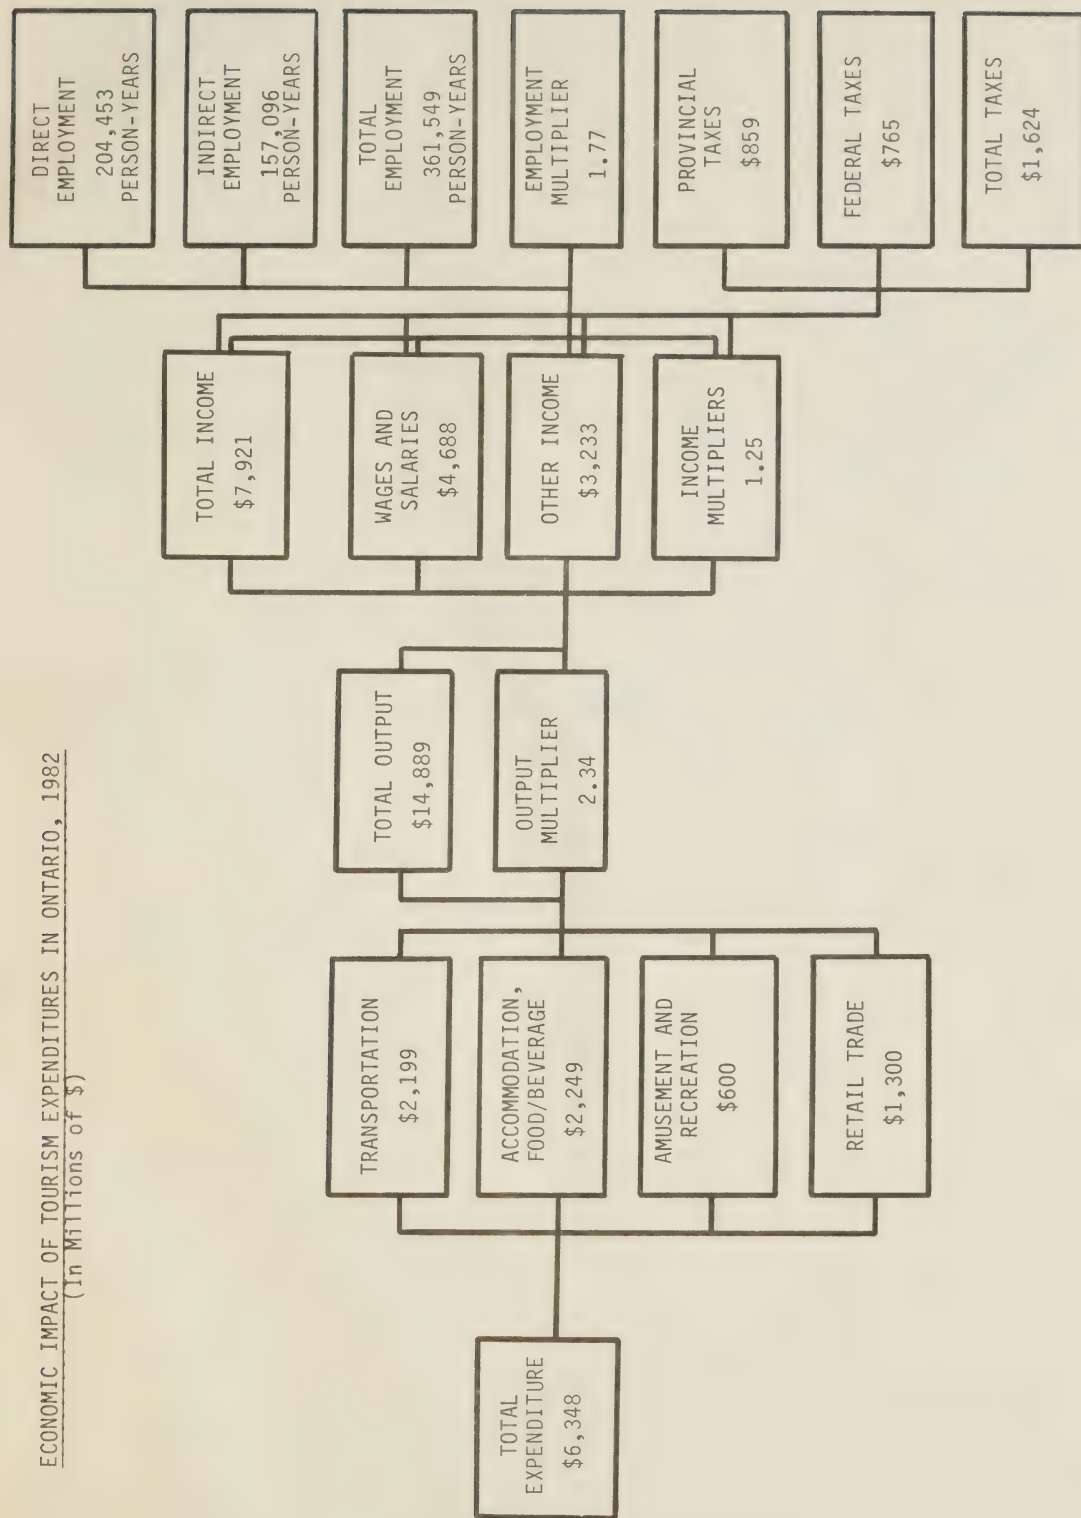 ECONOMIC IMPACT OF TOURISM EXPENDITURES IN ONTARIO, 1982
(In Millions of $)
TOTAL
EXPENDITURE
$6,348
TRANSPORTATION
$2,199
ACCOMMODATION,
FOOD/BEVERAGE
$2,249
AMUSEMENT AND
RECREATION
$600
RETAIL TRADE
$1,300
TOTAL OUTPUT
$14,889
OUTPUT
MULTIPLIER
2.34
TOTAL INCOME
$7,921
WAGES AND
SALARIES
$4,688
OTHER INCOME
$3,233
INCOME
MULTIPLIERS
1.25
DIRECT
EMPLOYMENT
204,453
PERSON-YEARS
INDIRECT
EMPLOYMENT
157,096
PERSON-YEARS
TOTAL
EMPLOYMENT
361,549
PERSON-YEARS
EMPLOYMENT
MULTIPLIER
1.77
PROVINCIAL
TAXES
$859
FEDERAL TAXES
$765
TOTAL TAXES
$1,624